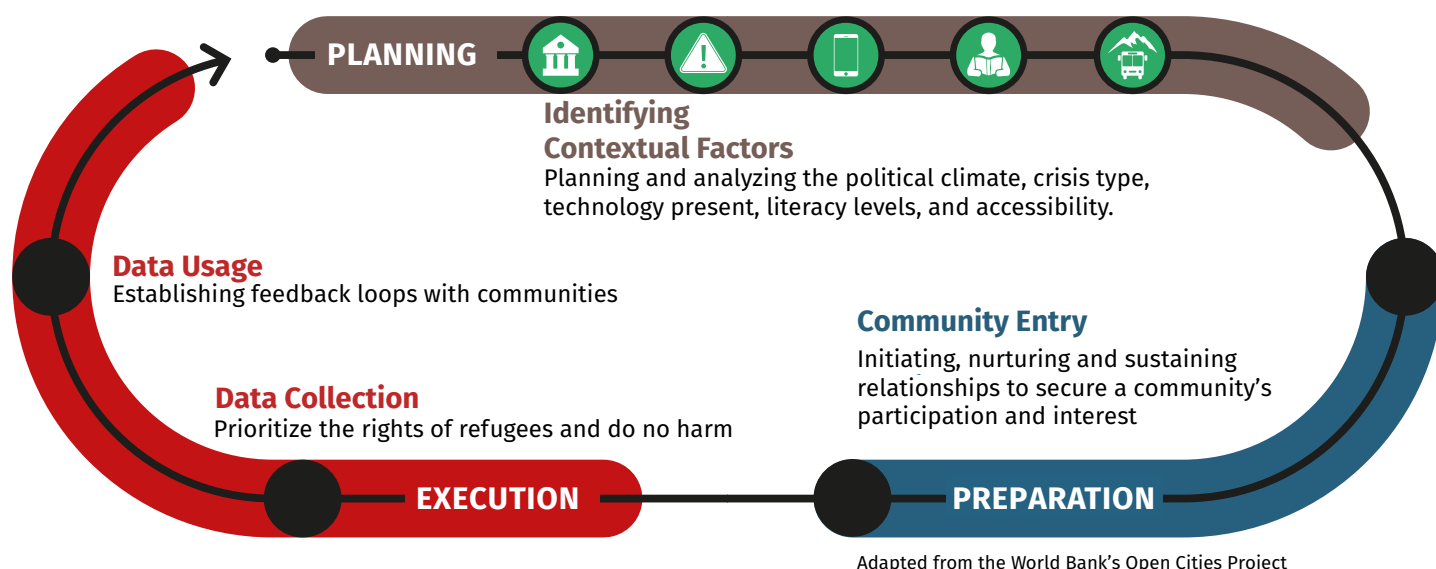 PLANNING
Identifying
Contextual Factors
Planning and analyzing the political climate, crisis type,
technology present, literacy levels, and accessibility.
Data Usage
Establishing feedback loops with communities
Community Entry
Initiating, nurturing and sustaining
relationships to secure a community’s
participation and interest
Data Collection
Prioritize the rights of refugees and do no harm
EXECUTION
PREPARATION
Adapted from the World Bank’s Open Cities Project